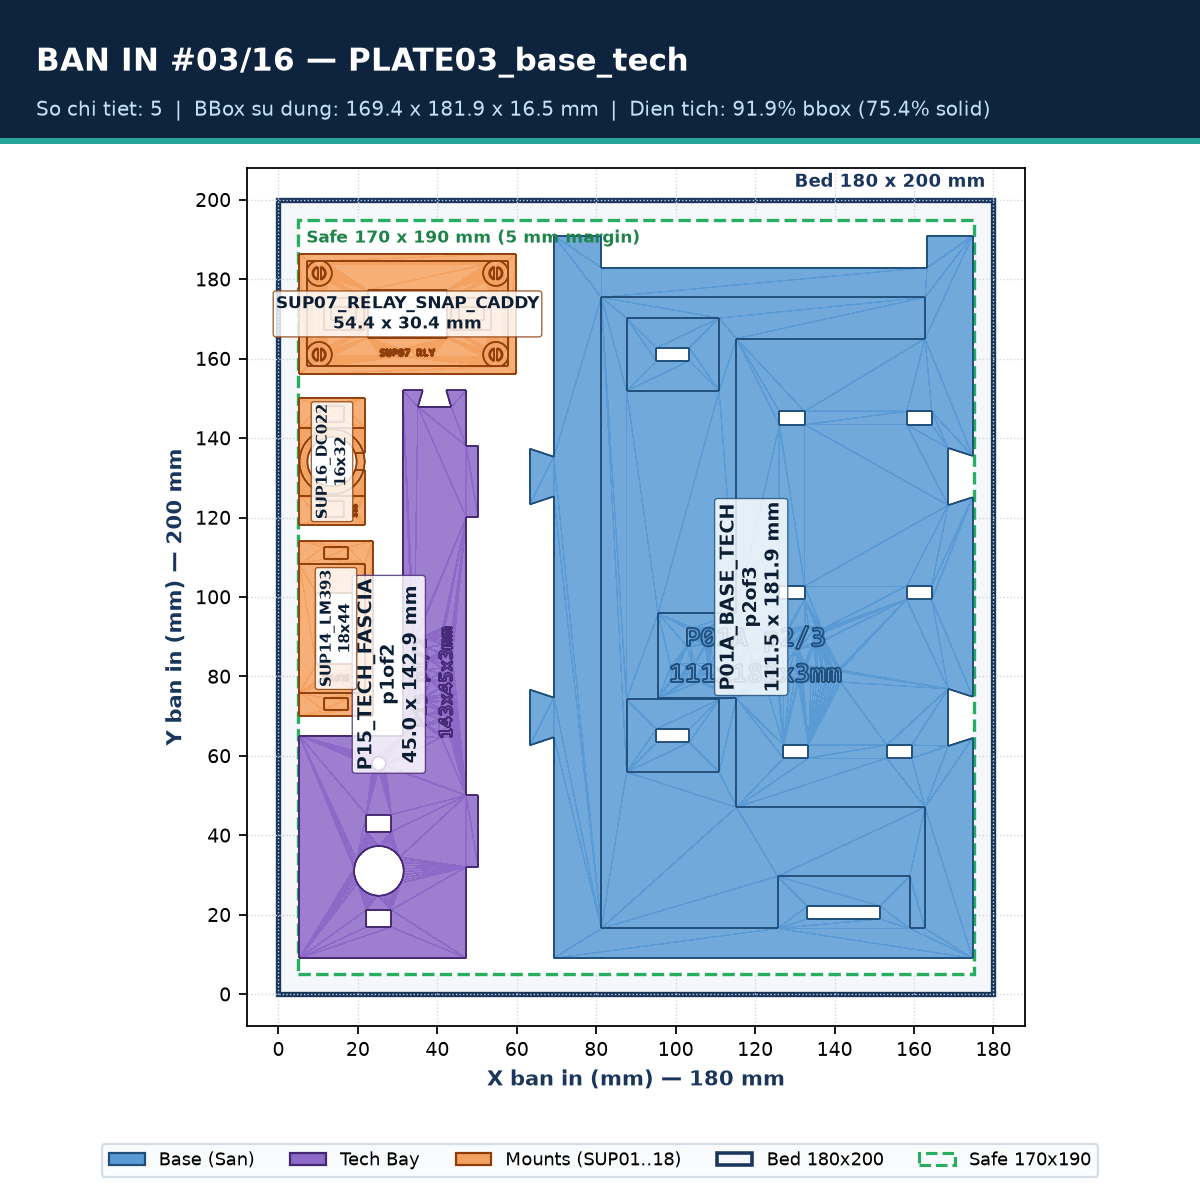 BAN IN #03/16 — PLATE03_base_tech
So chi tiet: 5 | BBox su dung: 169.4 x 181.9 x 16.5 mm | Dien tich: 91.9% bbox (75.4% solid)
Bed 180 x 200 mm
Safe 170 x 190 mm (5 mm margin)
SUP07_RELAY_SNAP_CADDY
54.4 x 30.4 mm
SUP07 RLY
SUP16_DC022
16x32
SUP14_LM393
18x44
P15_TECH_FASCIA
p1of2
45.0 x 142.9 mm
143x45x3mm
P01A_BASE_TECH
p2of3
111.5 x 181.9 mm
200
180
160
140
120
100
80
60
40
20
0
Y ban in (mm) — 200 mm
0 20 40 60 80 100 120 140 160 180
X ban in (mm) — 180 mm
Base (San) Tech Bay Mounts (SUP01..18) Bed 180x200 Safe 170x190